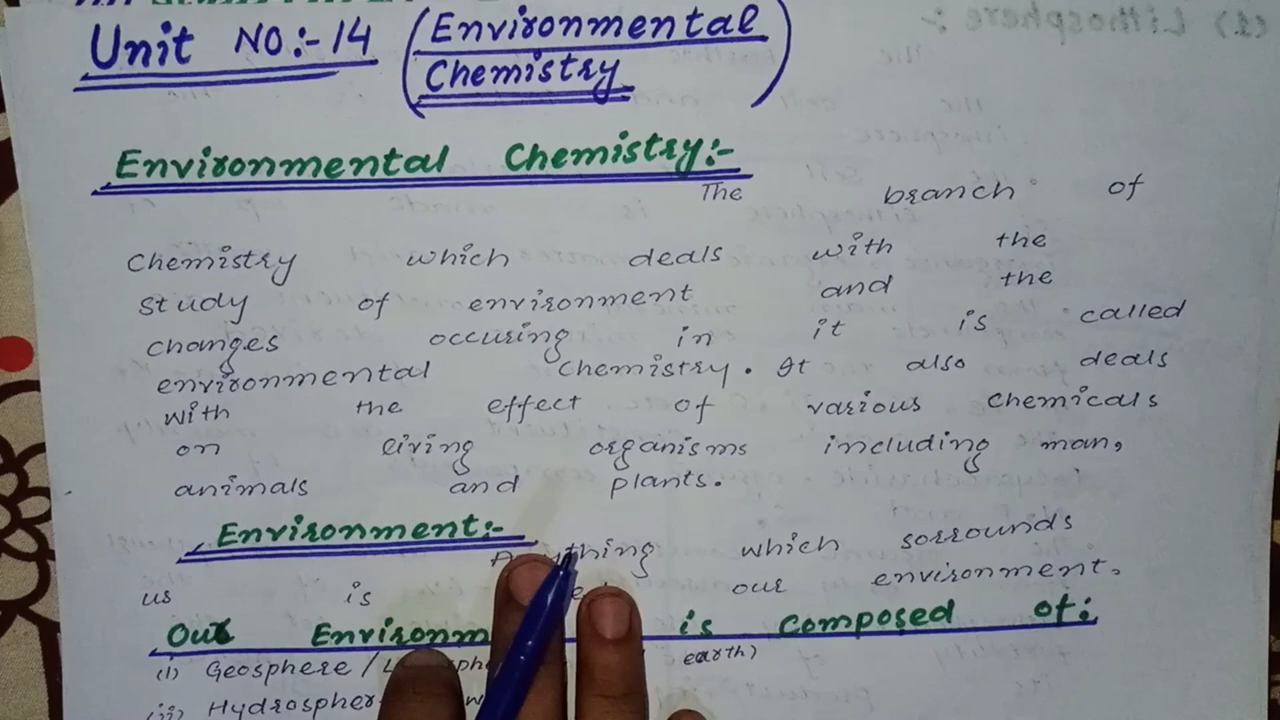 Unit NO:- 14 (Environmental
Chemistry)
Environmental Chemistry:-
The branch of
Chemistry which deals with the
study of environment and the
changes occuring in it is called
environmental chemistry. It also deals
with the effect of various chemicals
on living organisms including man,
animals and plants.
Environment:-
which sorrounds
us is our environment.
Our is composed of:
(i) Geosphere / earth)
(ii)